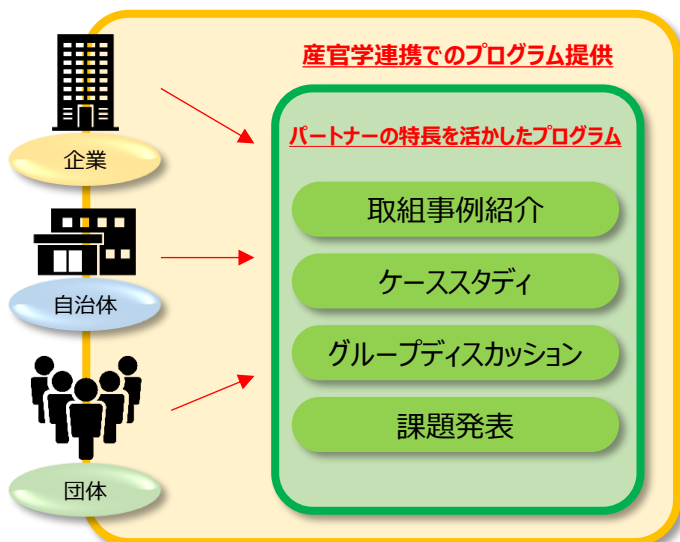 産官学連携でのプログラム提供
パートナーの特長を活かしたプログラム
企業
自治体
団体
取組事例紹介
ケーススタディ
グループディスカッション
課題発表